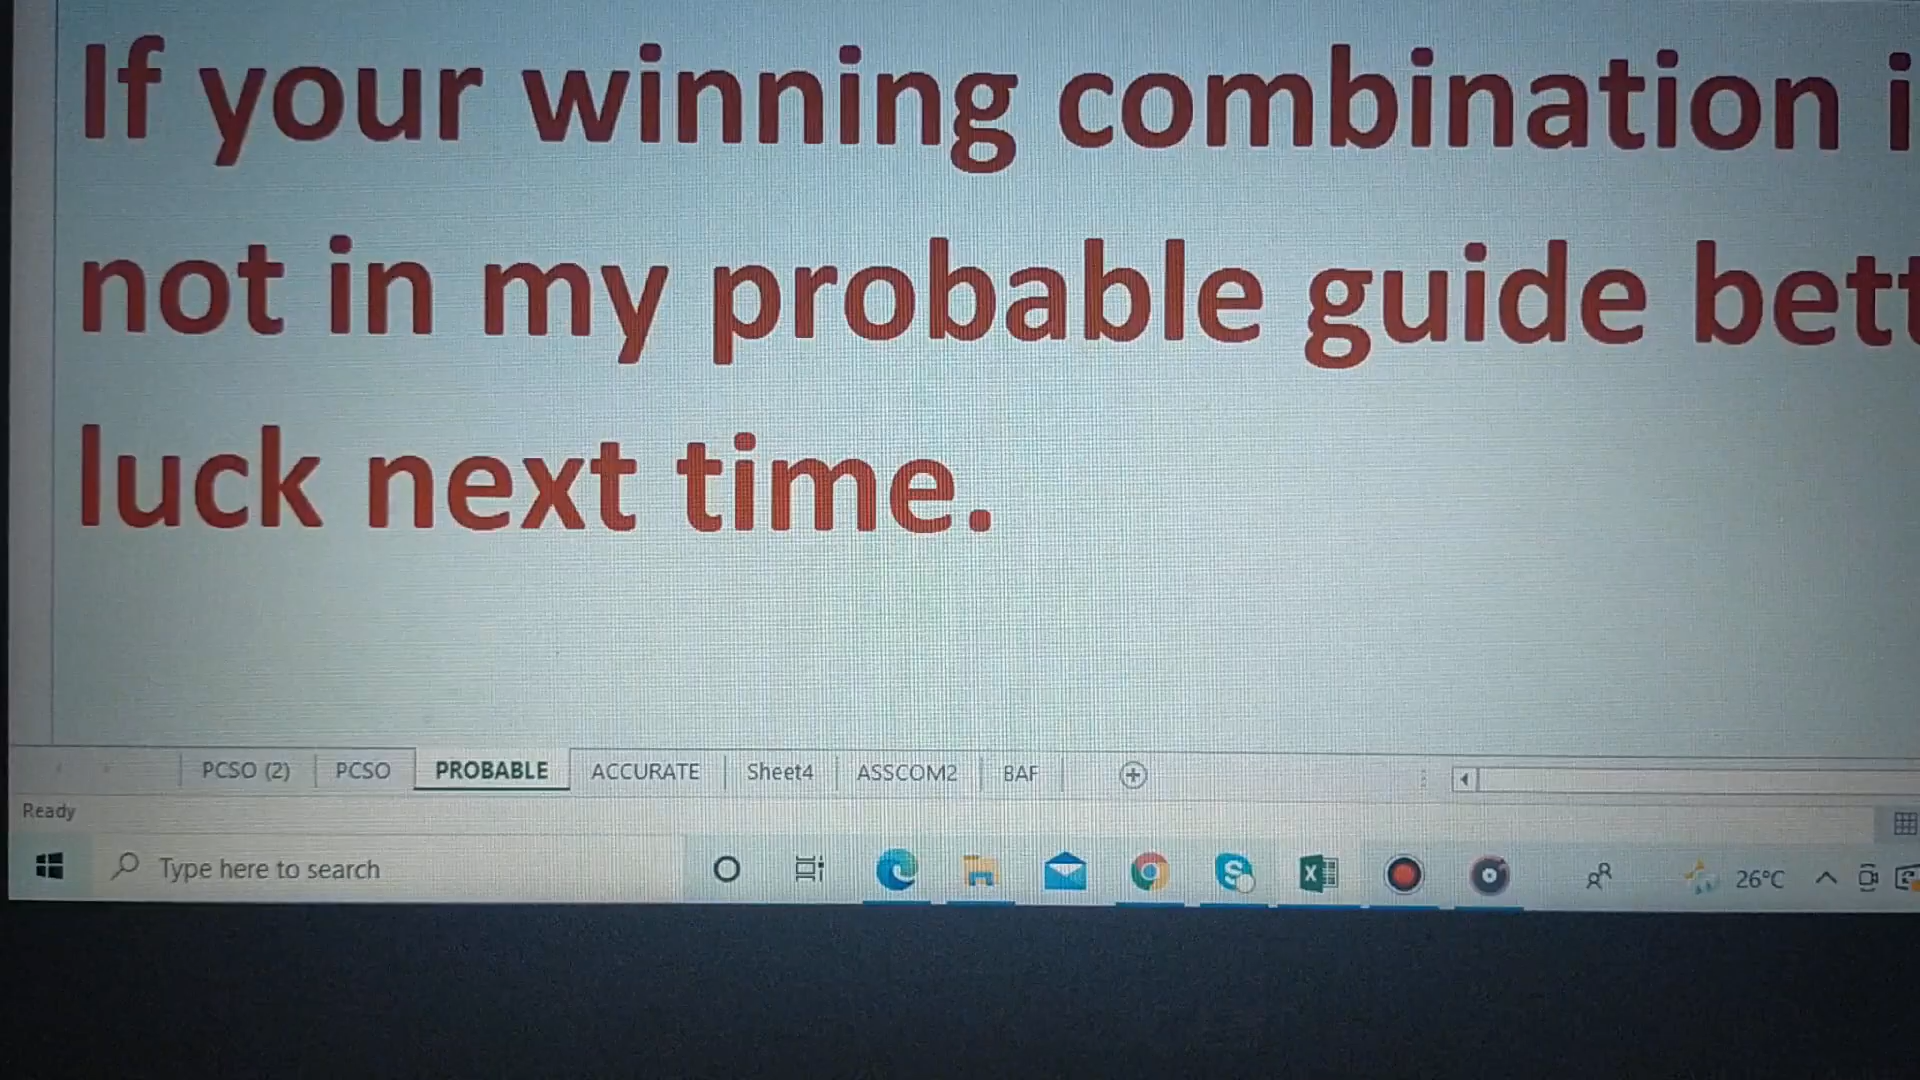 If your winning combination i
not in my probable guide bett
luck next time.
PCSO (2) PCSO PROBABLE ACCURATE Sheet4 ASSCOM2 BAF
Ready
Type here to search 26°C